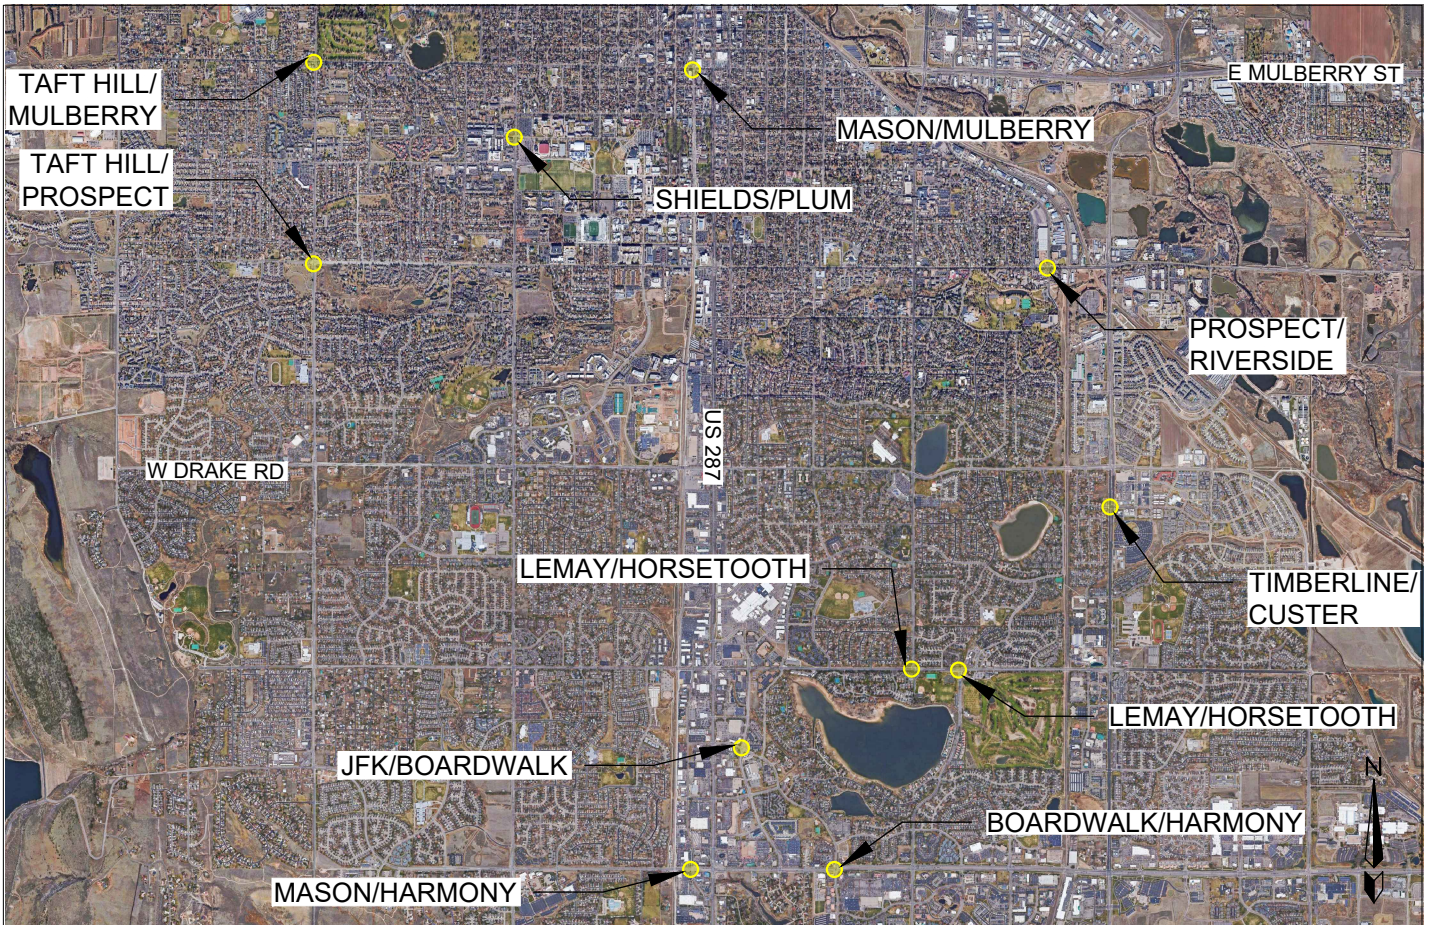 TAFT HILL/
MULBERRY
E MULBERRY ST
MASON/MULBERRY
TAFT HILL/
PROSPECT
SHIELDS/PLUM
PROSPECT/
RIVERSIDE
US 287
W DRAKE RD
LEMAY/HORSETOOTH
TIMBERLINE/
CUSTER
LEMAY/HORSETOOTH
JFK/BOARDWALK
N
BOARDWALK/HARMONY
MASON/HARMONY